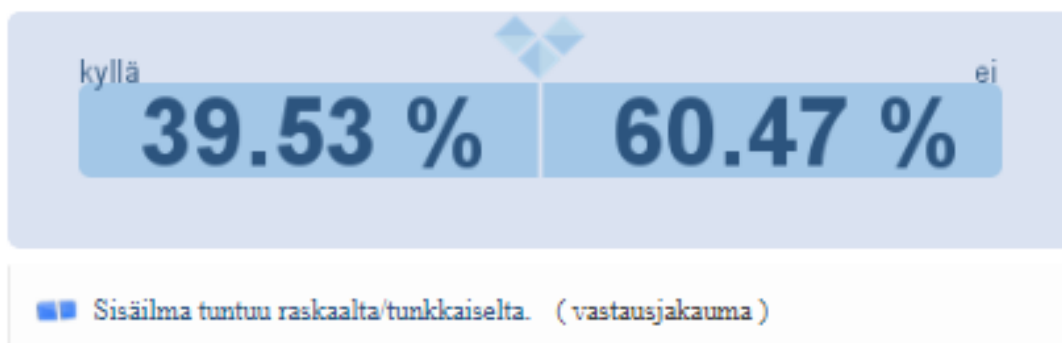 kyllä ei
39.53 % 60.47 %
Sisäilma tuntuu raskaalta/tunkkaiselta. ( vastausjakauma )